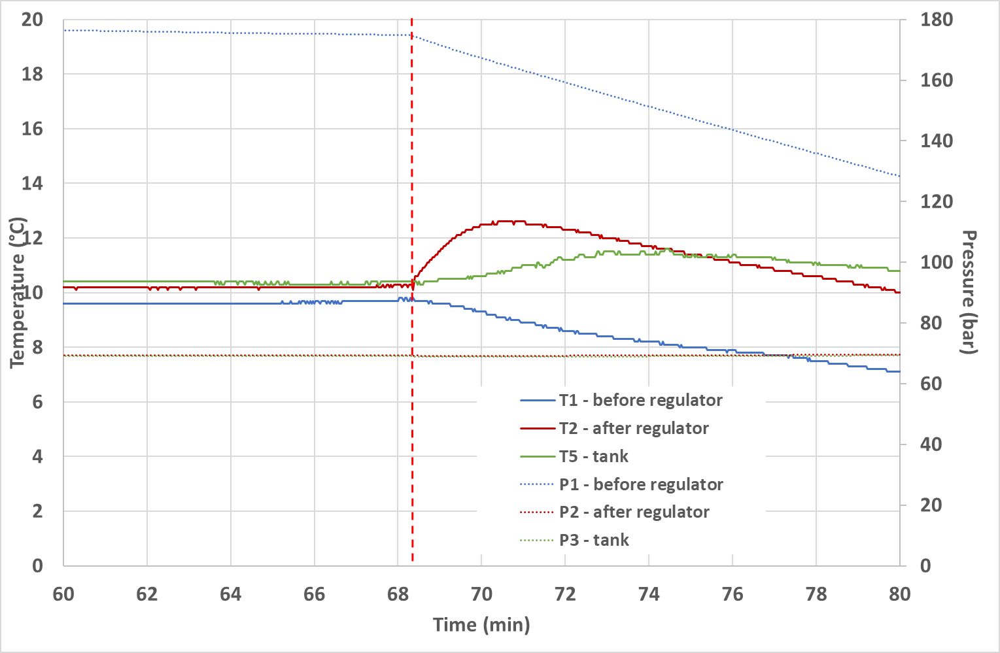 20
18
16
14
12
10
8
6
4
2
0
Temperature (°C)
180
160
140
120
100
80
60
40
20
0
Pressure (bar)
T1 - before regulator
T2 - after regulator
T5 - tank
P1 - before regulator
P2 - after regulator
P3 - tank
60 62 64 66 68 70 72 74 76 78 80
Time (min)